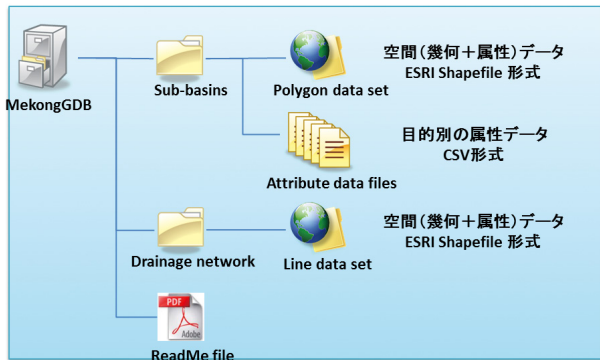 MekongGDB
Sub-basins
Polygon data set
空間(幾何+属性)データ
ESRI Shapefile 形式
Attribute data files
目的別の属性データ
CSV形式
Drainage network
Line data set
空間(幾何+属性)データ
ESRI Shapefile 形式
PDF
Adobe
ReadMe file